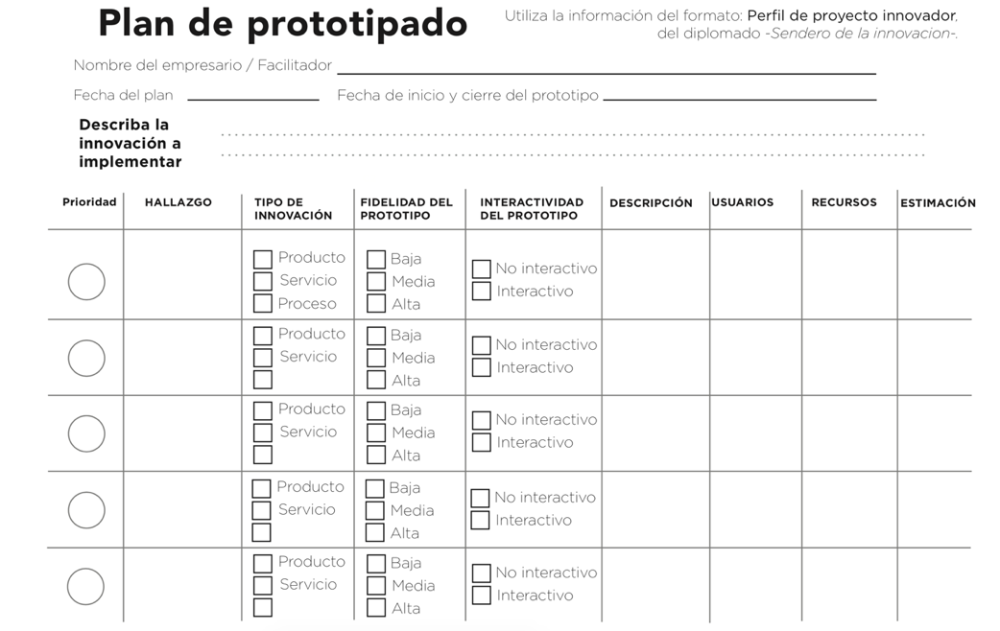 Plan de prototipado
Utiliza la información del formato: Perfil de proyecto innovador,
del diplomado -Sendero de la innovacion-.
Nombre del empresario / Facilitador
Fecha del plan Fecha de inicio y cierre del prototipo
Describa la
innovación a
implementar
Prioridad HALLAZGO TIPO DE INNOVACIÓN FIDELIDAD DEL PROTOTIPO INTERACTIVIDAD DEL PROTOTIPO DESCRIPCIÓN USUARIOS RECURSOS ESTIMACIÓN
Producto Baja No interactivo
Servicio Media Interactivo
Proceso Alta
Producto Baja No interactivo
Servicio Media Interactivo
Alta
Producto Baja No interactivo
Servicio Media Interactivo
Alta
Producto Baja No interactivo
Servicio Media Interactivo
Alta
Producto Baja No interactivo
Servicio Media Interactivo
Alta